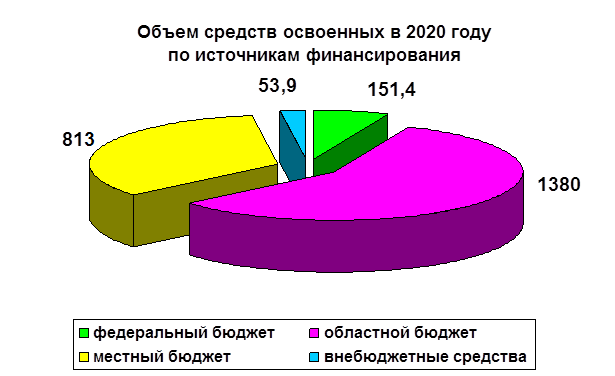 Объем средств освоенных в 2020 году
по источникам финансирования
53,9
151,4
813
1380
федеральный бюджет
областной бюджет
местный бюджет
внебюджетные средства